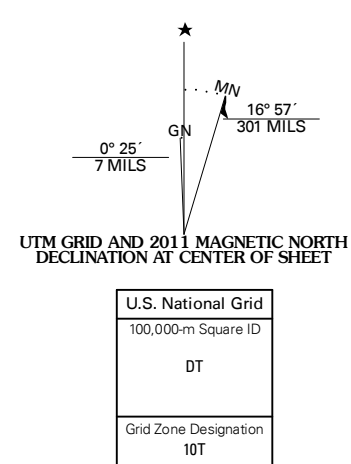 MN
16° 57´
301 MILS
GN
0° 25´
7 MILS
UTM GRID AND 2011 MAGNETIC NORTH
DECLINATION AT CENTER OF SHEET
U.S. National Grid
100,000-m Square ID
DT
Grid Zone Designation
10T